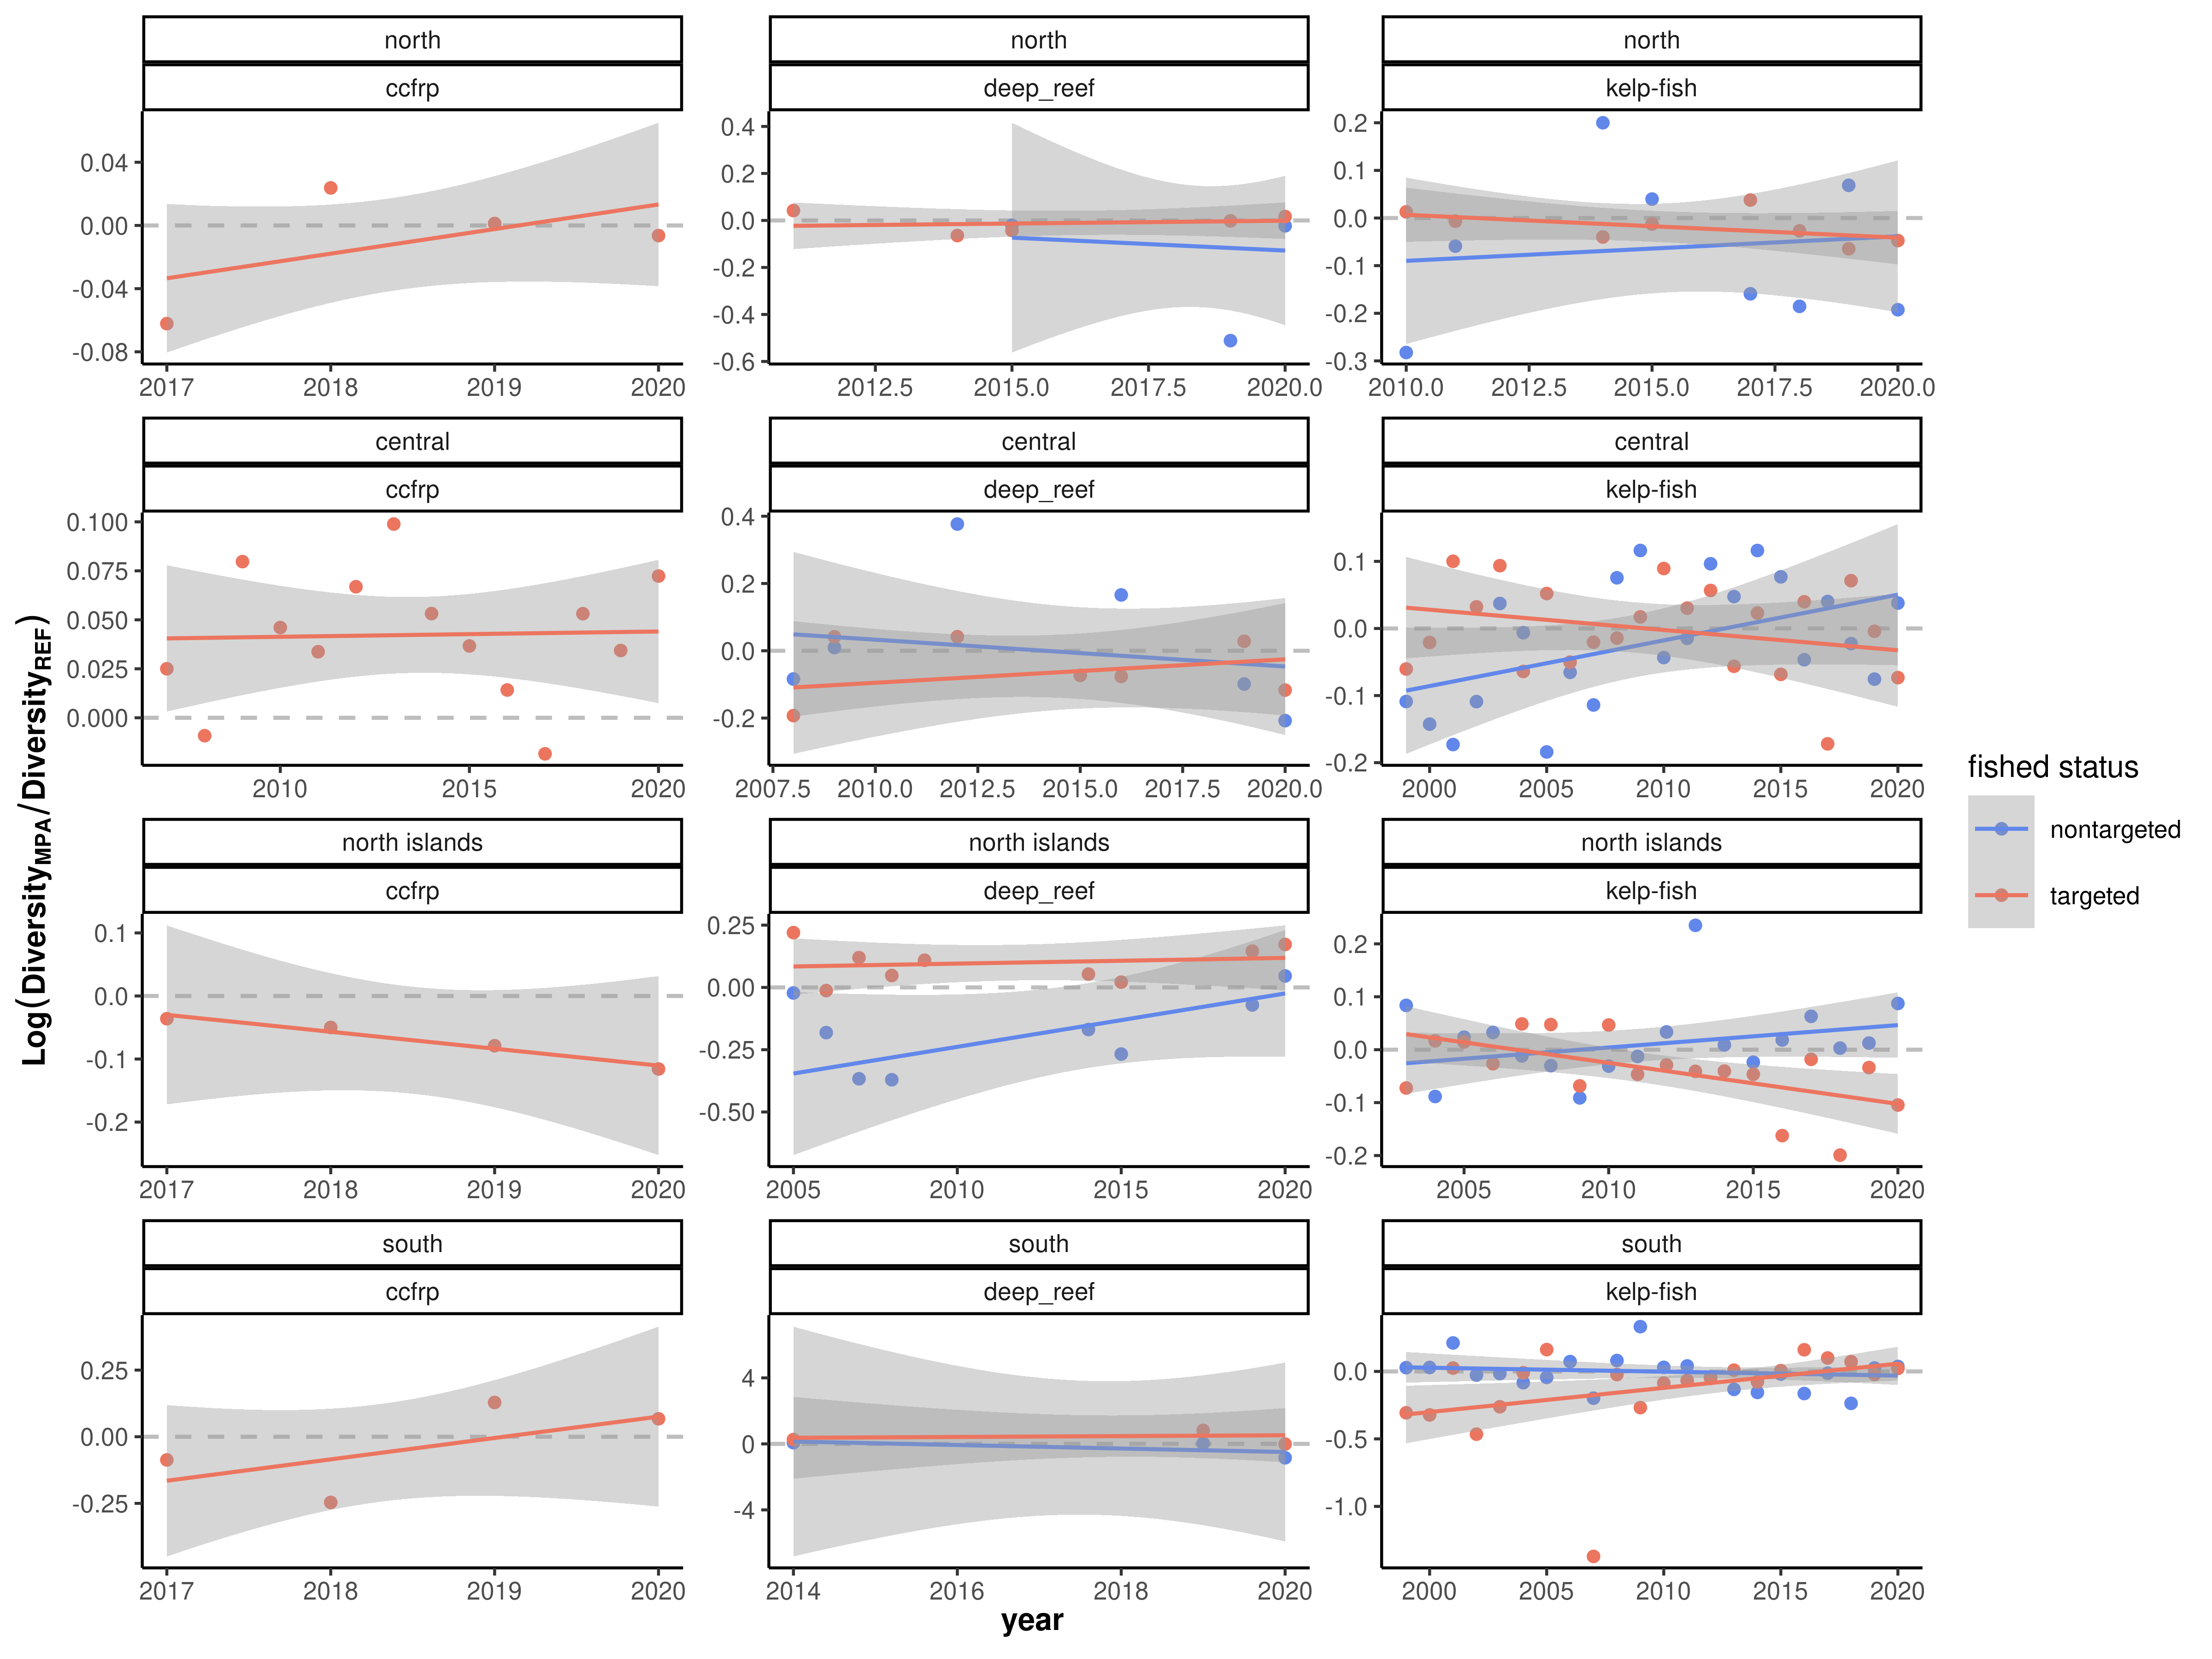 north north north
ccfrp deep_reef kelp-fish
0.04
0.00
-0.04
-0.08
2017 2018 2019 2020
0.4
0.2
0.0
-0.2
-0.4
-0.6
2012.5 2015.0 2017.5 2020.0
0.2
0.1
0.0
-0.1
-0.2
-0.3
2010.0 2012.5 2015.0 2017.5 2020.0
central central central
ccfrp deep_reef kelp-fish
0.100
0.075
0.050
0.025
0.000
2010 2015 2020
0.4
0.2
0.0
-0.2
2007.5 2010.0 2012.5 2015.0 2017.5 2020.0
0.1
0.0
-0.1
-0.2
2000 2005 2010 2015 2020
north islands north islands north islands
ccfrp deep_reef kelp-fish
0.1
0.0
-0.1
-0.2
2017 2018 2019 2020
0.25
0.00
-0.25
-0.50
2005 2010 2015 2020
0.2
0.1
0.0
-0.1
-0.2
2005 2010 2015 2020
south south south
ccfrp deep_reef kelp-fish
0.25
0.00
-0.25
2017 2018 2019 2020
4
0
-4
2014 2016 2018 2020
0.0
-0.5
-1.0
2000 2005 2010 2015 2020
year
Log(DiversityMPA/DiversityREF)
fished status
nontargeted
targeted